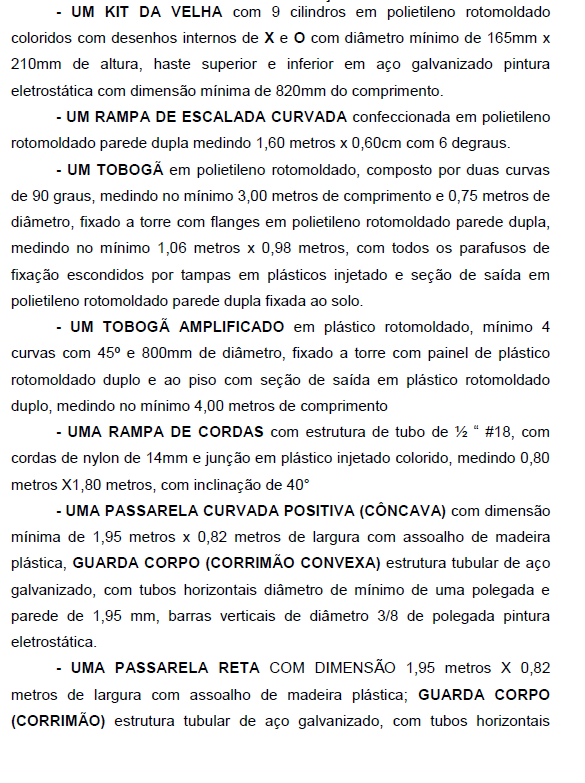 - UM KIT DA VELHA com 9 cilindros em polietileno rotomoldado
coloridos com desenhos internos de X e O com diâmetro mínimo de 165mm x
210mm de altura, haste superior e inferior em aço galvanizado pintura
eletrostática com dimensão mínima de 820mm do comprimento.
- UM RAMPA DE ESCALADA CURVADA confeccionada em polietileno
rotomoldado parede dupla medindo 1,60 metros x 0,60cm com 6 degraus.
- UM TOBOGÃ em polietileno rotomoldado, composto por duas curvas
de 90 graus, medindo no mínimo 3,00 metros de comprimento e 0,75 metros de
diâmetro, fixado a torre com flanges em polietileno rotomoldado parede dupla,
medindo no mínimo 1,06 metros x 0,98 metros, com todos os parafusos de
fixação escondidos por tampas em plásticos injetado e seção de saída em
polietileno rotomoldado parede dupla fixada ao solo.
- UM TOBOGÃ AMPLIFICADO em plástico rotomoldado, mínimo 4
curvas com 45º e 800mm de diâmetro, fixado a torre com painel de plástico
rotomoldado duplo e ao piso com seção de saída em plástico rotomoldado
duplo, medindo no mínimo 4,00 metros de comprimento
- UMA RAMPA DE CORDAS com estrutura de tubo de ½ “ #18, com
cordas de nylon de 14mm e junção em plástico injetado colorido, medindo 0,80
metros X1,80 metros, com inclinação de 40°
- UMA PASSARELA CURVADA POSITIVA (CÔNCAVA) com dimensão
mínima de 1,95 metros x 0,82 metros de largura com assoalho de madeira
plástica, GUARDA CORPO (CORRIMÃO CONVEXA) estrutura tubular de aço
galvanizado, com tubos horizontais diâmetro de mínimo de uma polegada e
parede de 1,95 mm, barras verticais de diâmetro 3/8 de polegada pintura
eletrostática.
- UMA PASSARELA RETA COM DIMENSÃO 1,95 metros X 0,82
metros de largura com assoalho de madeira plástica; GUARDA CORPO
(CORRIMÃO) estrutura tubular de aço galvanizado, com tubos horizontais